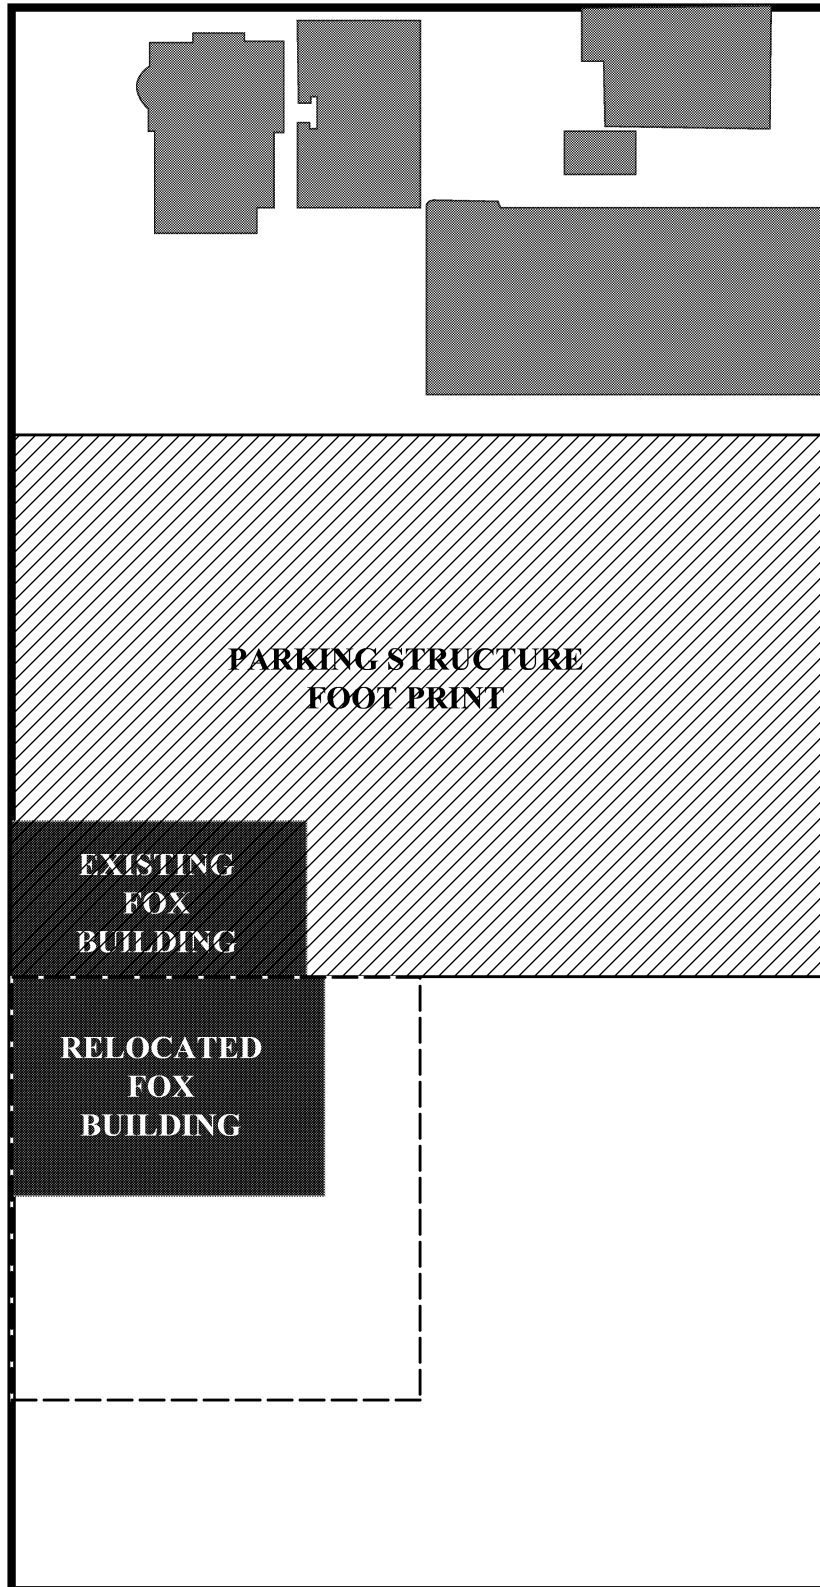 PARKING STRUCTURE
FOOT PRINT
EXISTING
FOX
BUILDING
RELOCATED
FOX
BUILDING